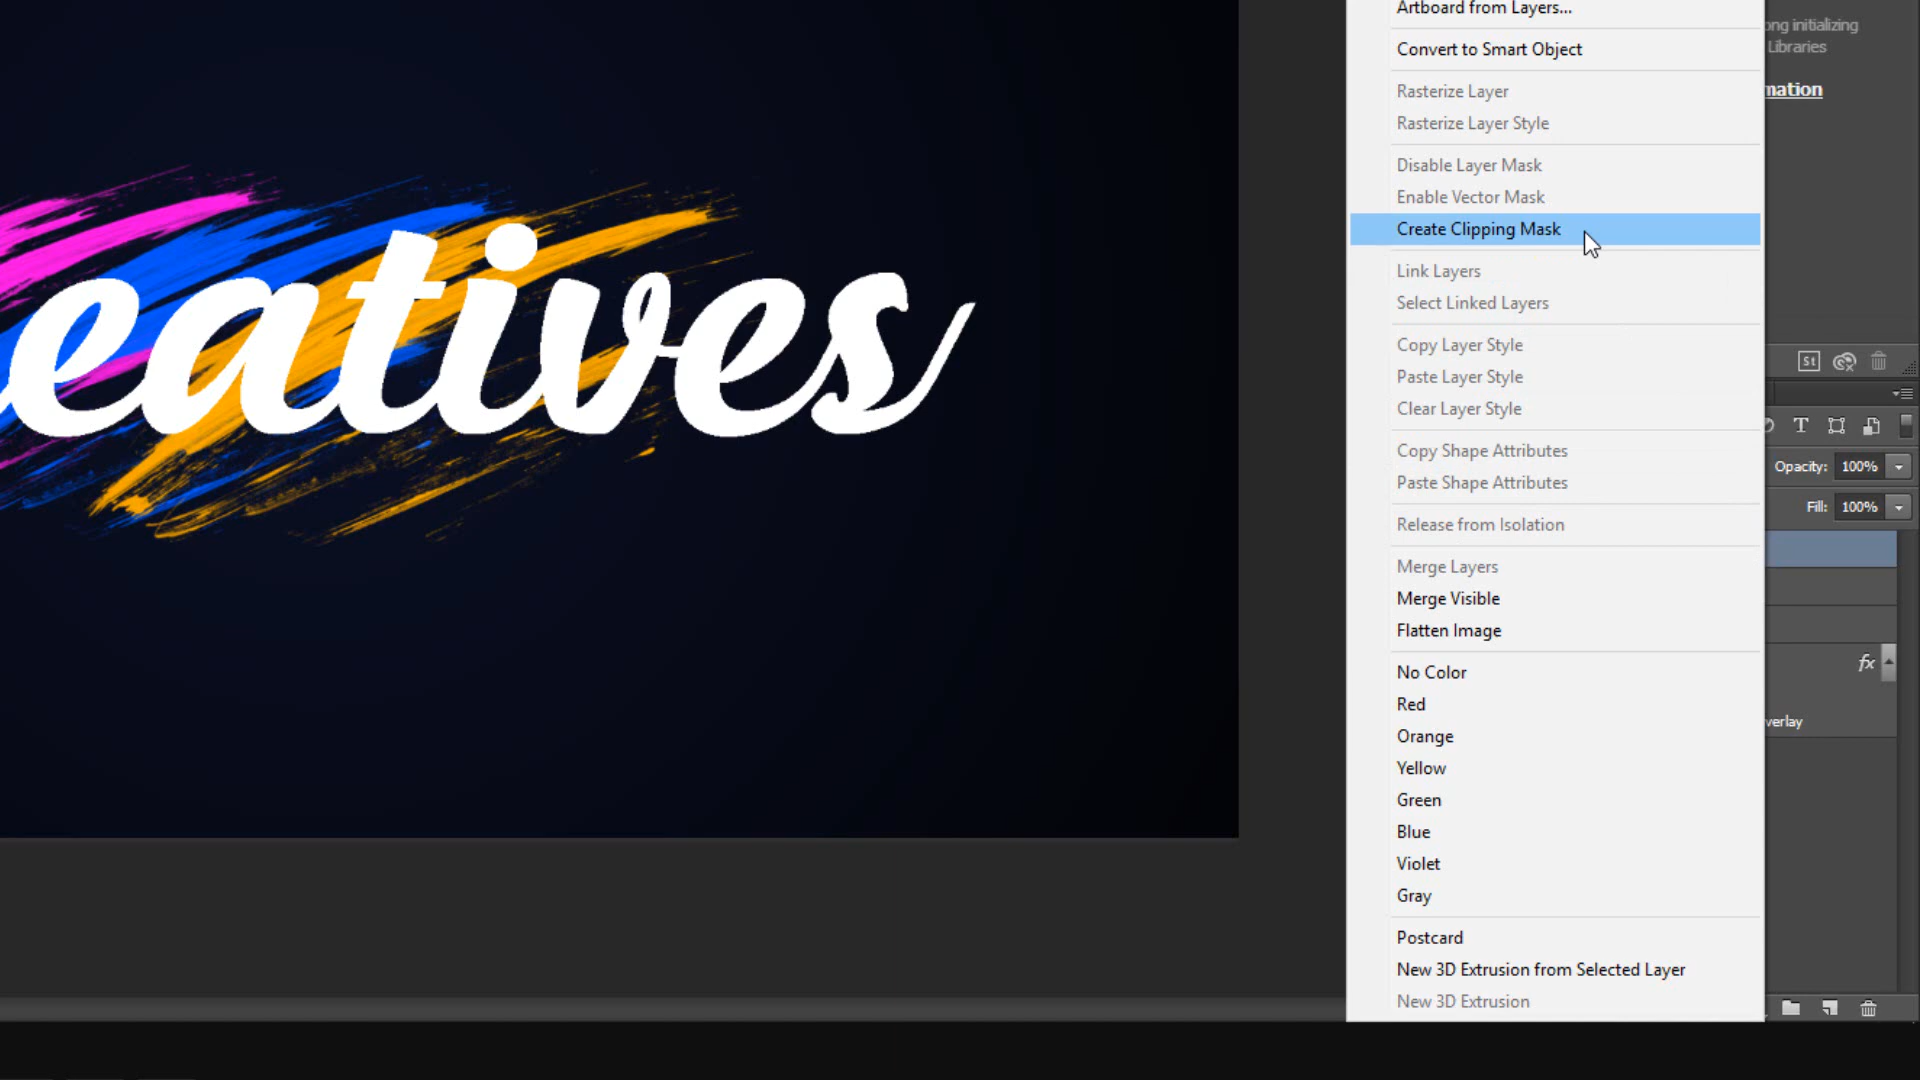 Artboard from Layers...
ong initializing
Libraries
Convert to Smart Object
mation
Rasterize Layer
Rasterize Layer Style
Disable Layer Mask
Enable Vector Mask
Create Clipping Mask
Link Layers
Select Linked Layers
eatives
Copy Layer Style
St
Paste Layer Style
Clear Layer Style
T
Copy Shape Attributes
Opacity: 100%
Paste Shape Attributes
Fill: 100%
Release from Isolation
Merge Layers
Merge Visible
Flatten Image
fx
No Color
Red
verlay
Orange
Yellow
Green
Blue
Violet
Gray
Postcard
New 3D Extrusion from Selected Layer
New 3D Extrusion